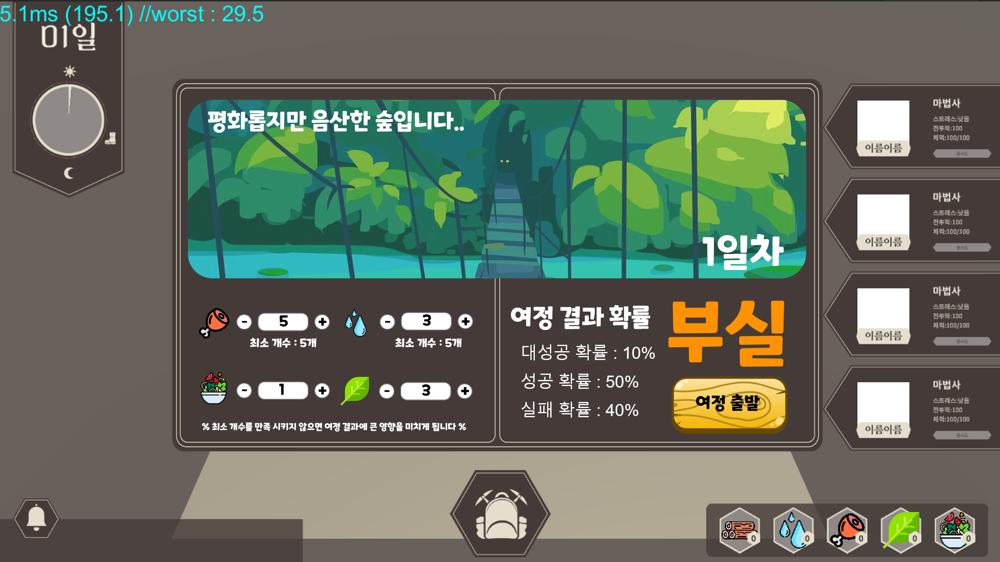 5.1ms (195.1) //worst : 29.5
미일
평화롭지만 음산한 숲입니다..
1일차
5
최소 개수 : 5개
3
최소 개수 : 5개
1
3
% 최소 개수를 만족 시키지 않으면 여정 결과에 큰 영향을 미치게 됩니다 %
여정 결과 확률
부실
대성공 확률 : 10%
성공 확률 : 50%
실패 확률 : 40%
여정 출발
마법사
스트레스:낮음
전투력:100
체력:100/100
이름이름
마법사
스트레스:낮음
전투력:100
체력:100/100
이름이름
마법사
스트레스:낮음
전투력:100
체력:100/100
이름이름
마법사
스트레스:낮음
전투력:100
체력:100/100
이름이름
0
0
0
0
0